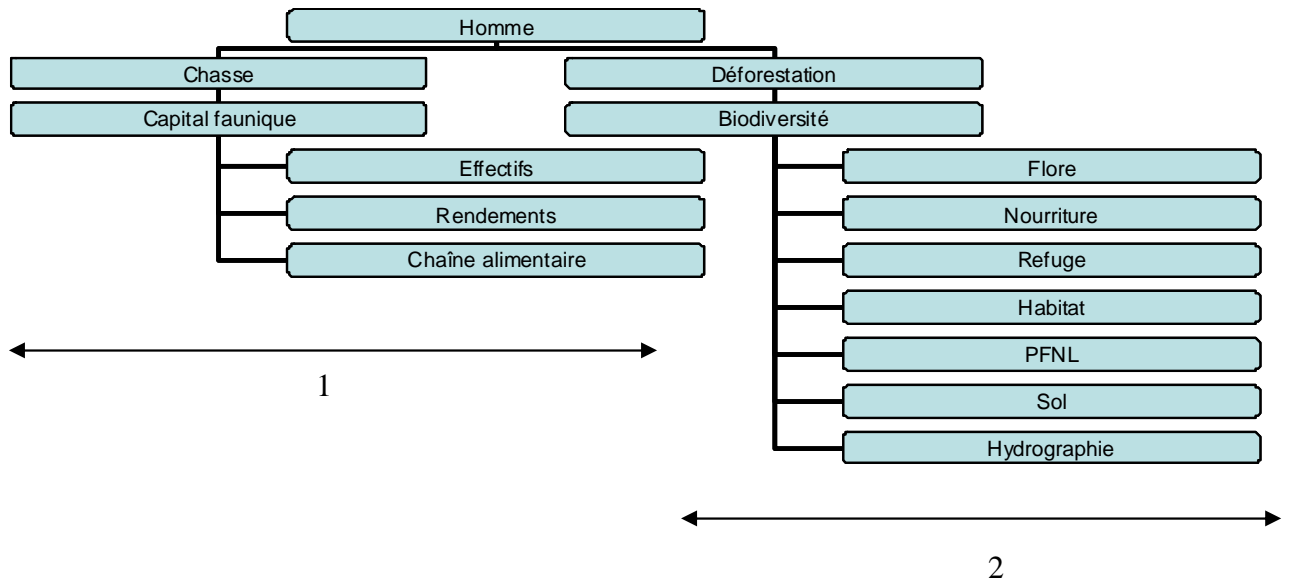 Homme
Chasse
Déforestation
Capital faunique
Biodiversité
Effectifs
Rendements
Chaîne alimentaire
Flore
Nourriture
Refuge
Habitat
PFNL
Sol
Hydrographie
1
2